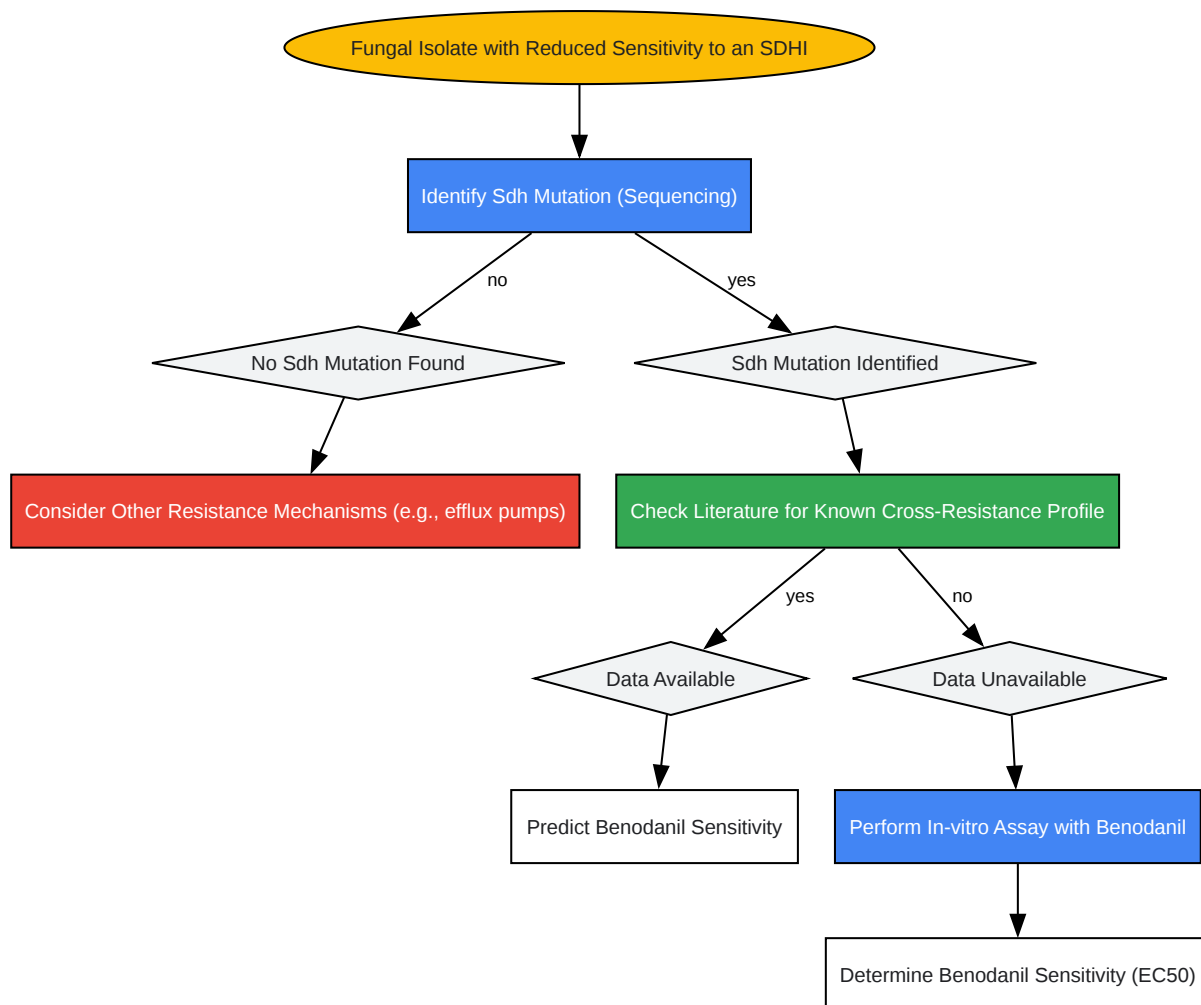 Fungal Isolate with Reduced Sensitivity to an SDHI
Identify Sdh Mutation (Sequencing)
no
yes
No Sdh Mutation Found
Sdh Mutation Identified
Consider Other Resistance Mechanisms (e.g., efflux pumps)
Check Literature for Known Cross-Resistance Profile
yes
no
Data Available
Data Unavailable
Predict Benodanil Sensitivity
Perform In-vitro Assay with Benodanil
Determine Benodanil Sensitivity (EC50)